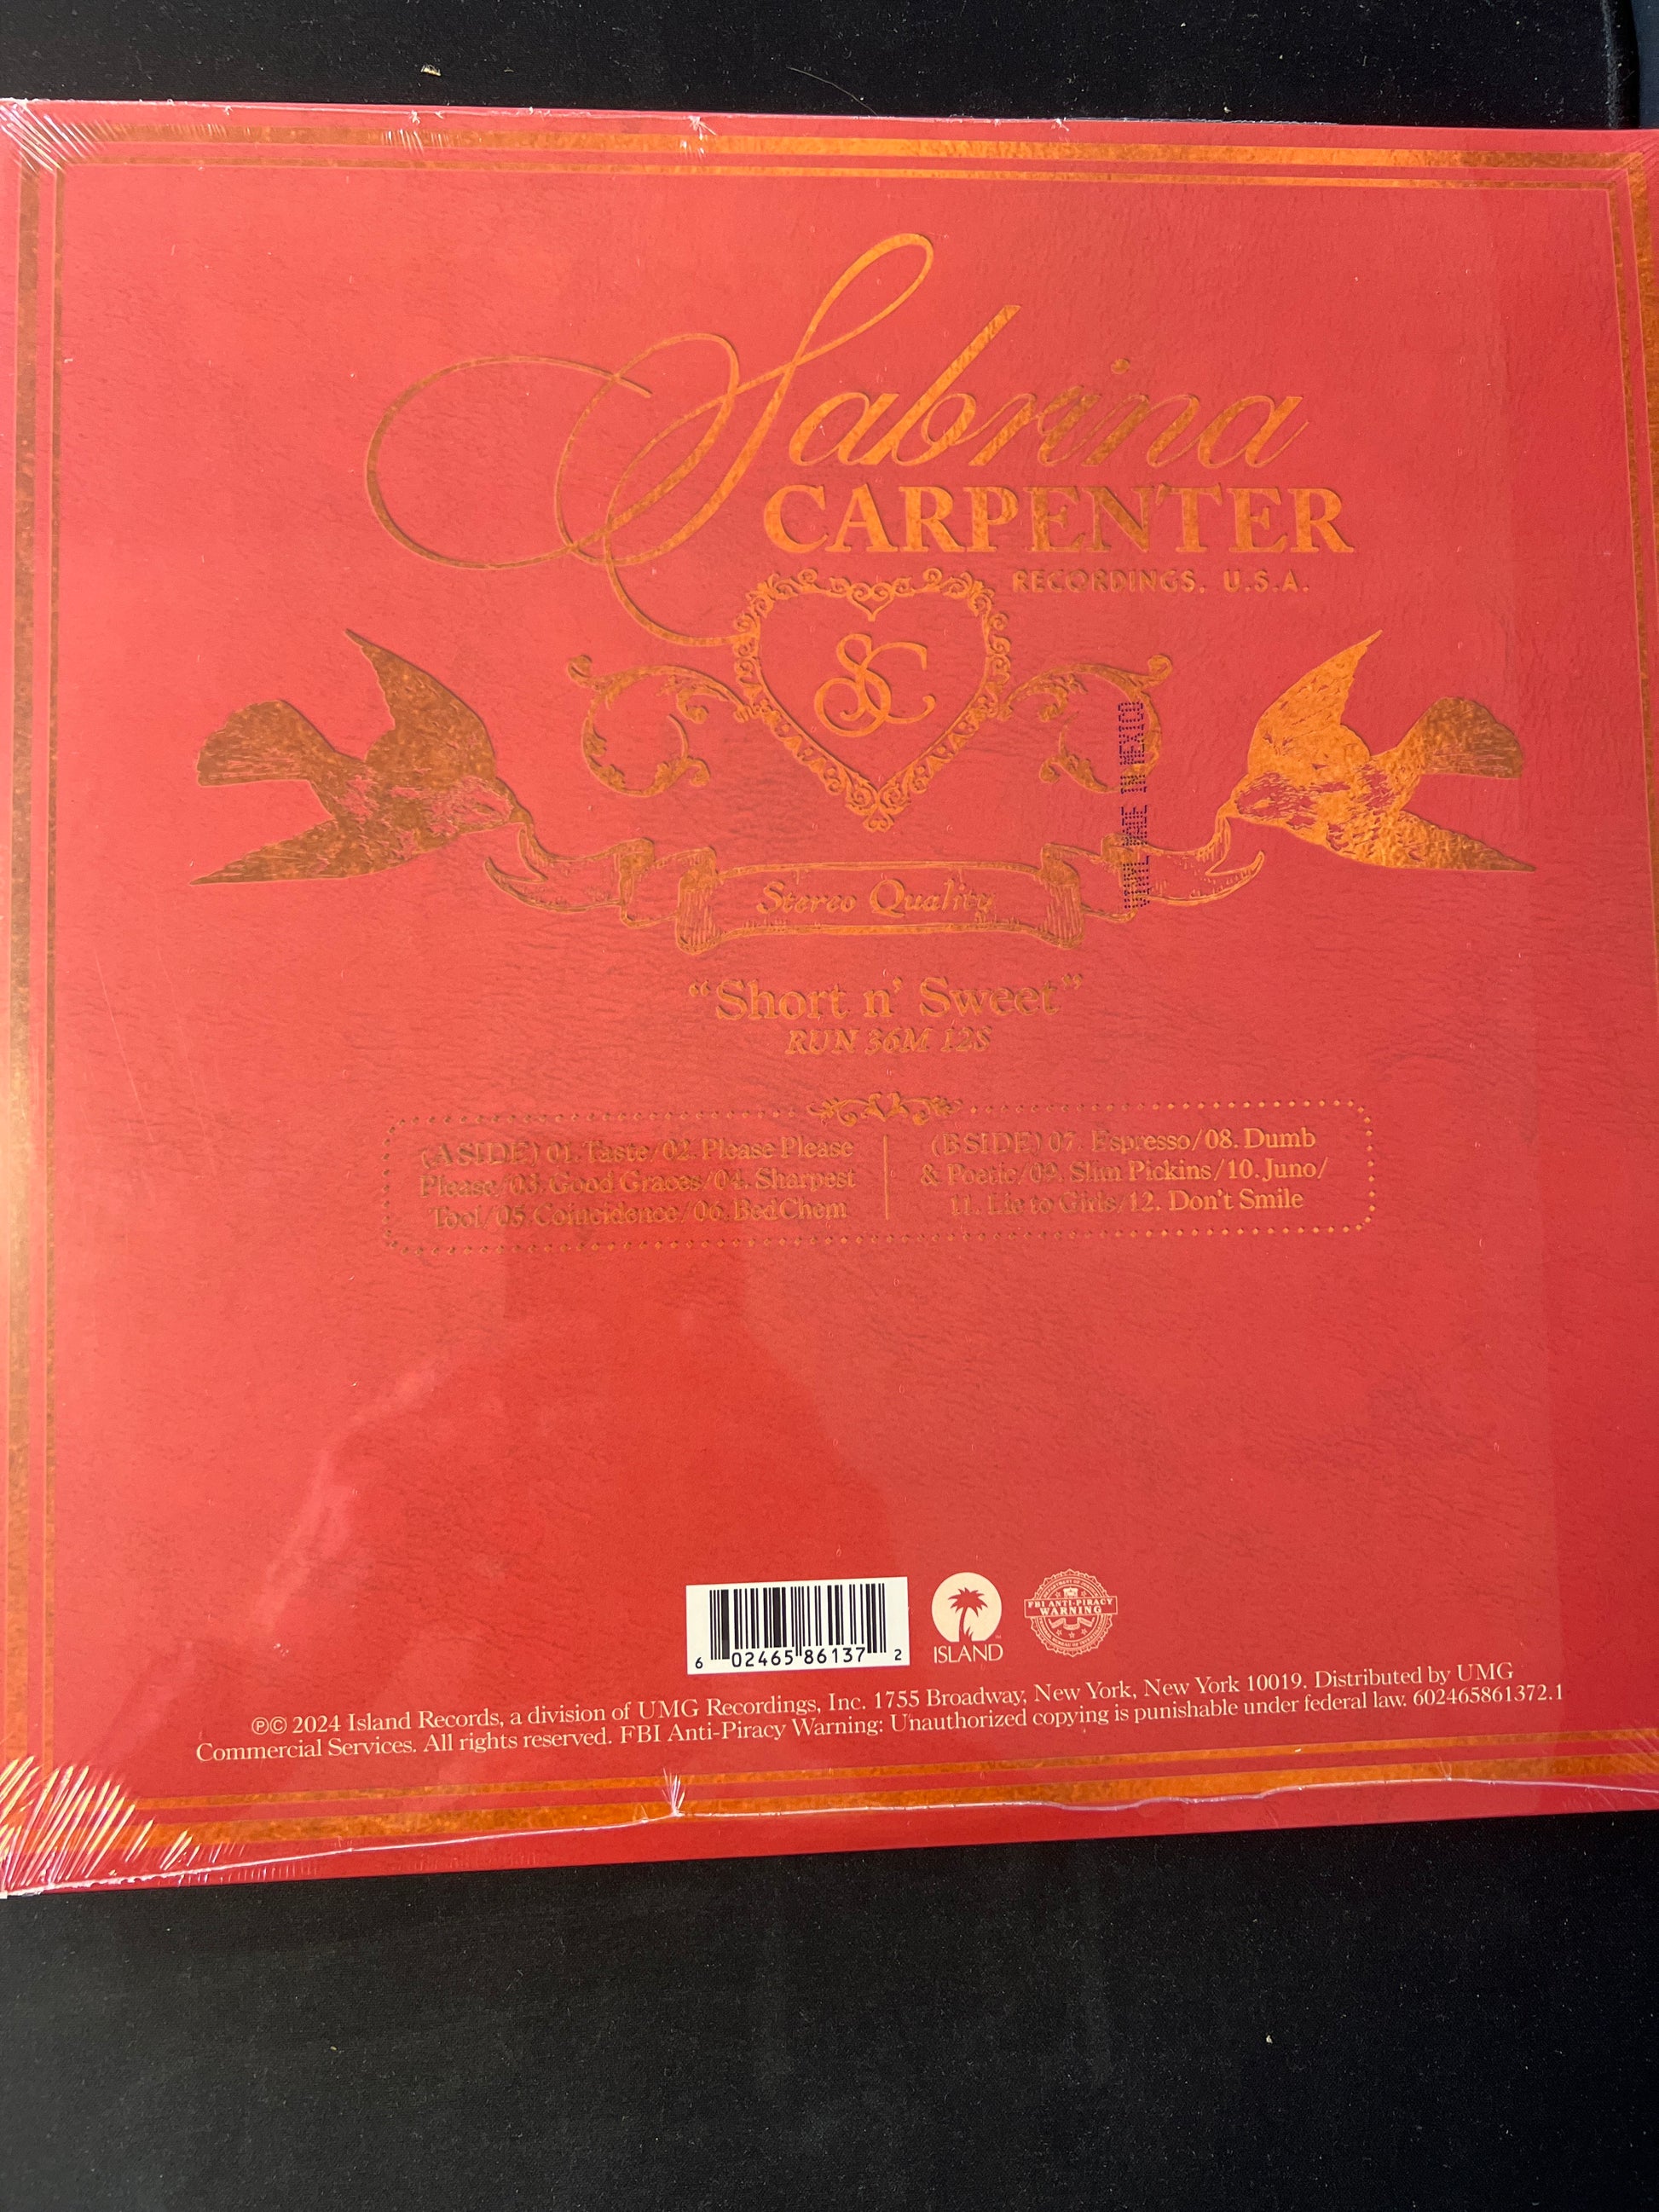 Sabrina
CARPENTER
RECORDINGS, U.S.A.
SC
VINYL MADE IN MEXICO
Stereo Quality
“Short n’ Sweet”
RUN 36M 12S
(A SIDE) 01. Taste/02. Please Please
Please/03. Good Graces/04. Sharpest
Tool/05. Coincidence/06. Bed Chem
(B SIDE) 07. Espresso/08. Dumb
& Poetic/09. Slim Pickins/10. Juno/
11. Lie to Girls/12. Don’t Smile
6 02465 86137 2
ISLAND
FBI ANTI-PIRACY
WARNING
℗© 2024 Island Records, a division of UMG Recordings, Inc. 1755 Broadway, New York, New York 10019. Distributed by UMG
Commercial Services. All rights reserved. FBI Anti-Piracy Warning: Unauthorized copying is punishable under federal law. 602465861372.1